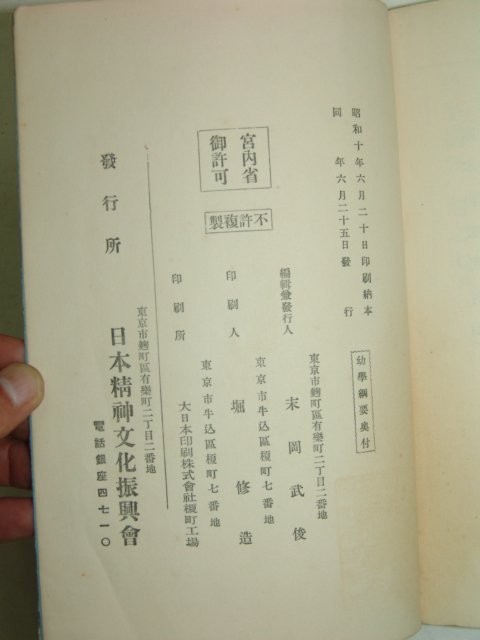 昭和十年六月二十日印刷納本
同　年六月二十五日發　行
幼學綱要奧付
宮內省
御許可
不許複製
編輯兼發行人
東京市麴町區有樂町二丁目二番地
末岡武俊
印刷人
東京市牛込區榎町七番地
堀修造
印刷所
東京市牛込區榎町七番地
大日本印刷株式會社榎町工場
發行所
東京市麴町區有樂町二丁目二番地
日本精神文化振興會
電話銀座四七一〇